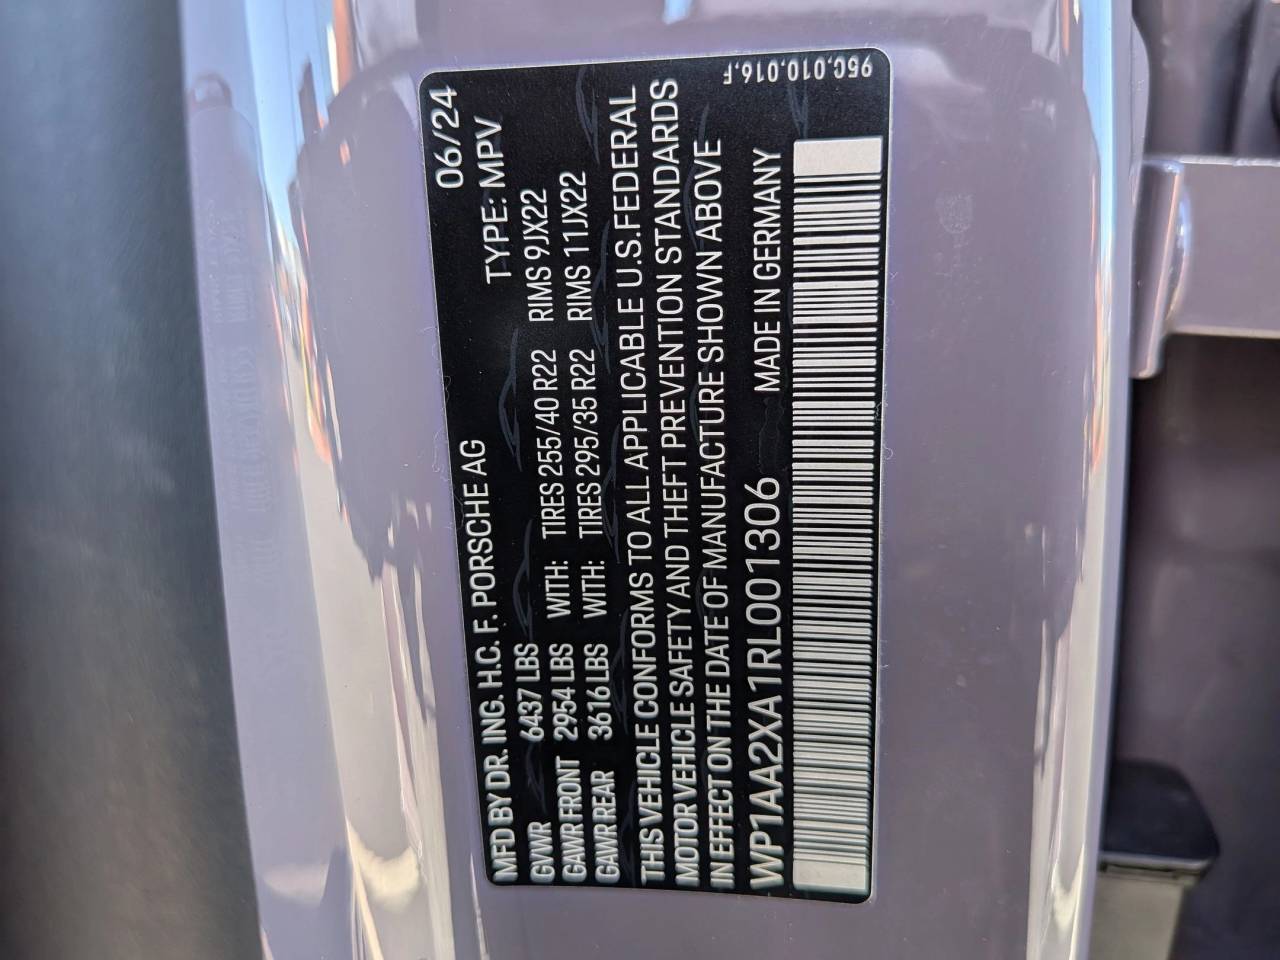 MFD BY DR. ING. H.C. F. PORSCHE AG 06/24
GVWR 6437 LBS TYPE: MPV
GAWR FRONT 2954 LBS WITH: TIRES 255/40 R22 RIMS 9JX22
GAWR REAR 3616 LBS WITH: TIRES 295/35 R22 RIMS 11JX22
THIS VEHICLE CONFORMS TO ALL APPLICABLE U.S.FEDERAL
MOTOR VEHICLE SAFETY AND THEFT PREVENTION STANDARDS
IN EFFECT ON THE DATE OF MANUFACTURE SHOWN ABOVE
WP1AA2XA1RL001306 MADE IN GERMANY
95C.010.016.F